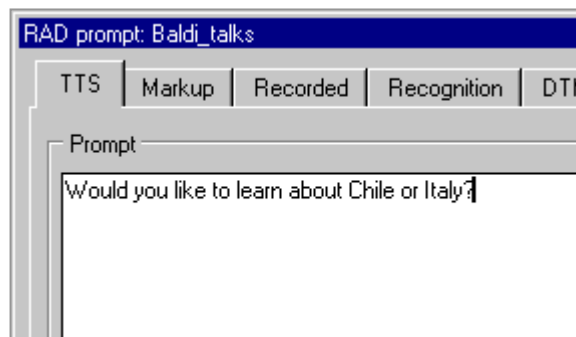 RAD prompt: Baldi_talks
TTS Markup Recorded Recognition
Prompt
Would you like to learn about Chile or Italy?